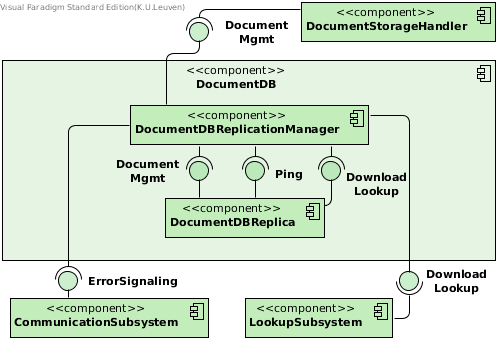 Visual Paradigm Standard Edition(K.U.Leuven)
<<component>>
DocumentStorageHandler
Document
Mgmt
<<component>>
DocumentDB
<<component>>
DocumentDBReplicationManager
Document
Mgmt
Ping
Download
Lookup
<<component>>
DocumentDBReplica
ErrorSignaling
Download
Lookup
<<component>>
CommunicationSubsystem
<<component>>
LookupSubsystem